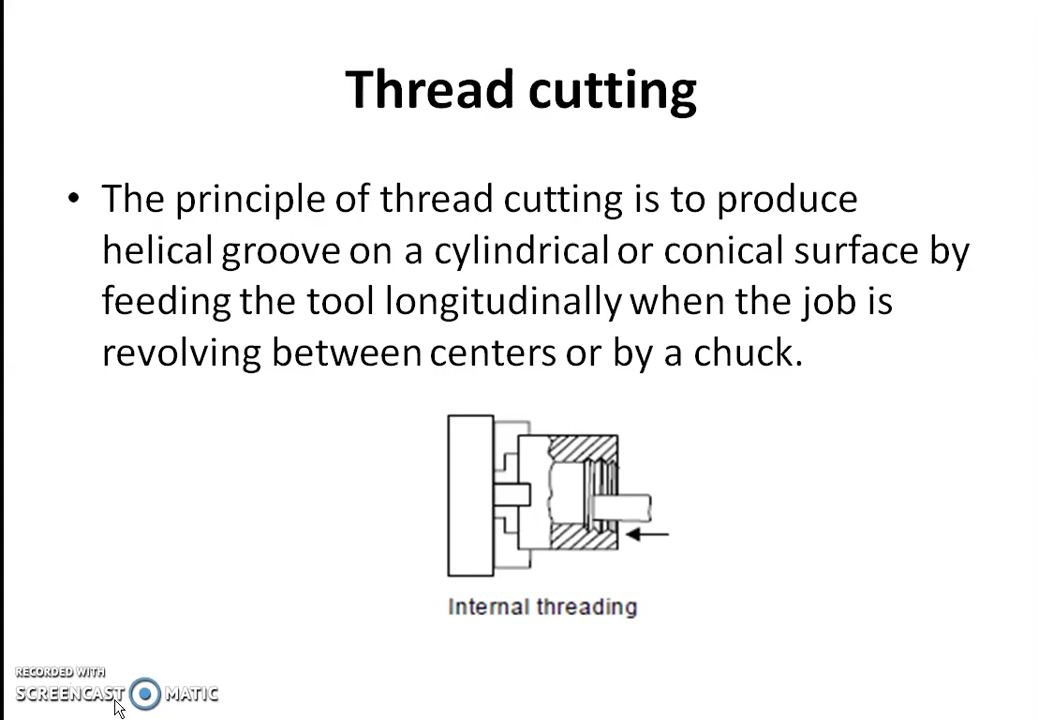 Thread cutting
• The principle of thread cutting is to produce
helical groove on a cylindrical or conical surface by
feeding the tool longitudinally when the job is
revolving between centers or by a chuck.
Internal threading
RECORDED WITH
SCREENCAST MATIC